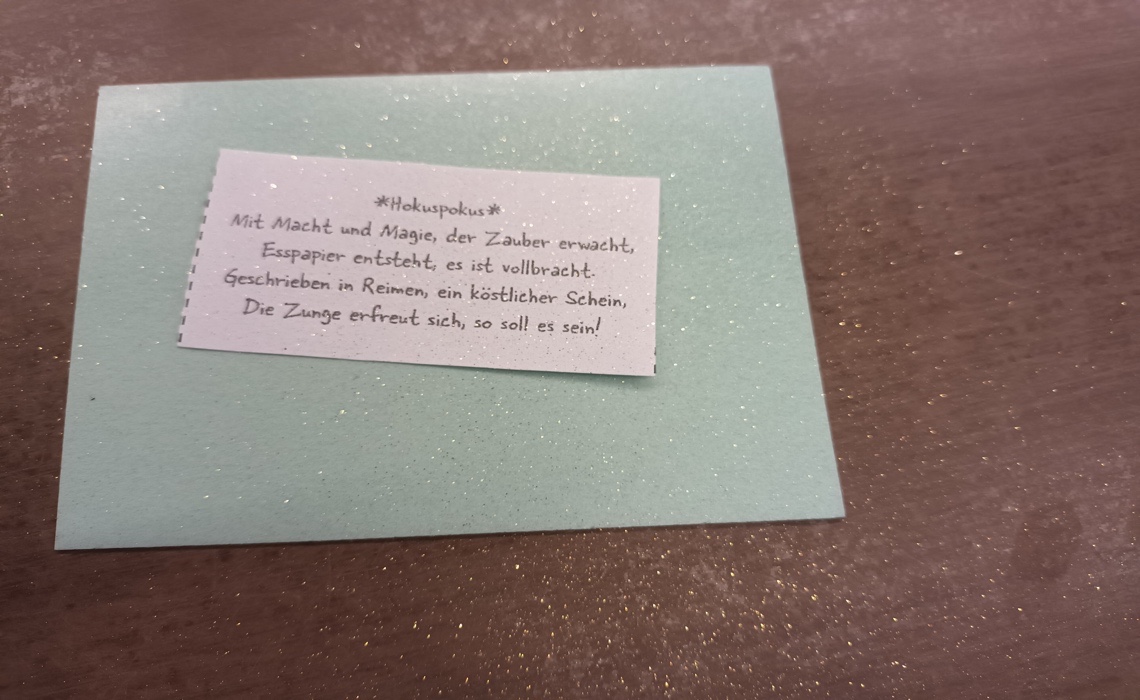 *Hokuspokus*
Mit Macht und Magie, der Zauber erwacht,
Esspapier entsteht, es ist vollbracht.
Geschrieben in Reimen, ein köstlicher Schein,
Die Zunge erfreut sich, so soll es sein!